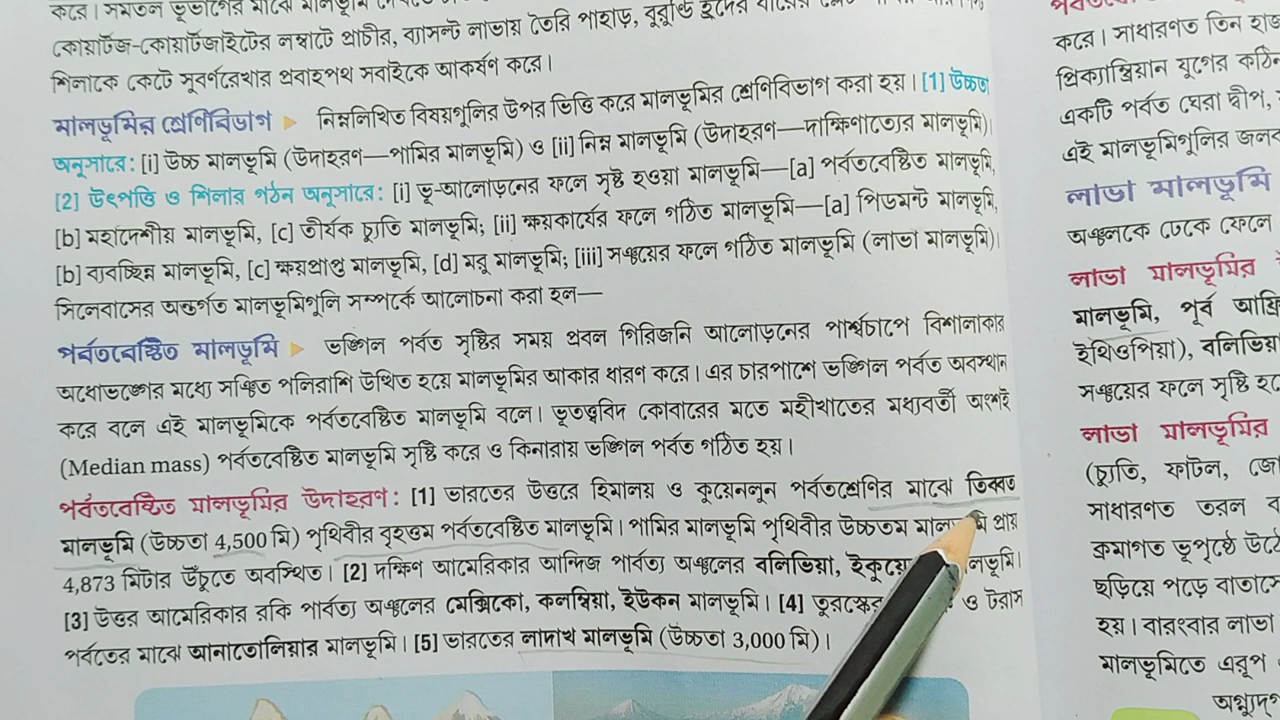 করে। সমতল ভূভাগের মাঝে মালভূমি
কোয়ার্টজ-কোয়ার্টজাইটের লম্বাটে প্রাচীর, ব্যাসল্ট লাভায় তৈরি পাহাড়, বুরুডি হ্রদের
শিলাকে কেটে সুবর্ণরেখার প্রবাহপথ সবাইকে আকর্ষণ করে।
মালভূমির শ্রেণিবিভাগ ► নিম্নলিখিত বিষয়গুলির উপর ভিত্তি করে মালভূমির শ্রেণিবিভাগ করা হয়। [1] উচ্চতা
অনুসারে: [i] উচ্চ মালভূমি (উদাহরণ—পামির মালভূমি) ও [ii] নিম্ন মালভূমি (উদাহরণ—দাক্ষিণাত্যের মালভূমি)।
[2] উৎপত্তি ও শিলার গঠন অনুসারে: [i] ভূ-আলোড়নের ফলে সৃষ্ট হওয়া মালভূমি—[a] পর্বতবেষ্টিত মালভূমি,
[b] মহাদেশীয় মালভূমি, [c] তীর্যক চ্যুতি মালভূমি; [ii] ক্ষয়কার্যের ফলে গঠিত মালভূমি—[a] পিডমন্ট মালভূমি,
[b] ব্যবচ্ছিন্ন মালভূমি, [c] ক্ষয়প্রাপ্ত মালভূমি, [d] মরু মালভূমি; [iii] সঞ্চয়ের ফলে গঠিত মালভূমি (লাভা মালভূমি)।
সিলেবাসের অন্তর্গত মালভূমিগুলি সম্পর্কে আলোচনা করা হল—
পর্বতবেষ্টিত মালভূমি ► ভঙ্গিল পর্বত সৃষ্টির সময় প্রবল গিরিজনি আলোড়নের পার্শ্বচাপে বিশালাকার
অধোভঙ্গের মধ্যে সঞ্চিত পলিরাশি উত্থিত হয়ে মালভূমির আকার ধারণ করে। এর চারপাশে ভঙ্গিল পর্বত অবস্থান
করে বলে এই মালভূমিকে পর্বতবেষ্টিত মালভূমি বলে। ভূতত্ত্ববিদ কোবারের মতে মহীখাতের মধ্যবর্তী অংশই
(Median mass) পর্বতবেষ্টিত মালভূমি সৃষ্টি করে ও কিনারায় ভঙ্গিল পর্বত গঠিত হয়।
পর্বতবেষ্টিত মালভূমির উদাহরণ: [1] ভারতের উত্তরে হিমালয় ও কুয়েনলুন পর্বতশ্রেণির মাঝে তিব্বত
মালভূমি (উচ্চতা 4,500 মি) পৃথিবীর বৃহত্তম পর্বতবেষ্টিত মালভূমি। পামির মালভূমি পৃথিবীর উচ্চতম প্রায়
4,873 মিটার উঁচুতে অবস্থিত। [2] দক্ষিণ আমেরিকার আন্দিজ পার্বত্য অঞ্চলের বলিভিয়া,
[3] উত্তর আমেরিকার রকি পার্বত্য অঞ্চলের মেক্সিকো, কলম্বিয়া, ইউকন মালভূমি। [4] তুরস্কের ও টরাস
পর্বতের মাঝে আনাতোলিয়ার মালভূমি। [5] ভারতের লাদাখ মালভূমি (উচ্চতা 3,000 মি)।
করে। সাধারণত তিন
প্রিক্যামব্রিয়ান যুগের
একটি পর্বত ঘেরা দ্বীপ,
এই মালভূমিগুলির
লাভা মালভূমি
অঞ্চলকে ঢেকে ফেলে
লাভা মালভূমির
মালভূমি, পূর্ব
ইথিওপিয়া), বলিভিয়া
সঞ্চয়ের ফলে সৃষ্টি
লাভা মালভূমির
(চ্যুতি, ফাটল,
সাধারণত তরল
ক্রমাগত ভূপৃষ্ঠে
ছড়িয়ে পড়ে
হয়। বারংবার লাভা
মালভূমিতে এরূপ